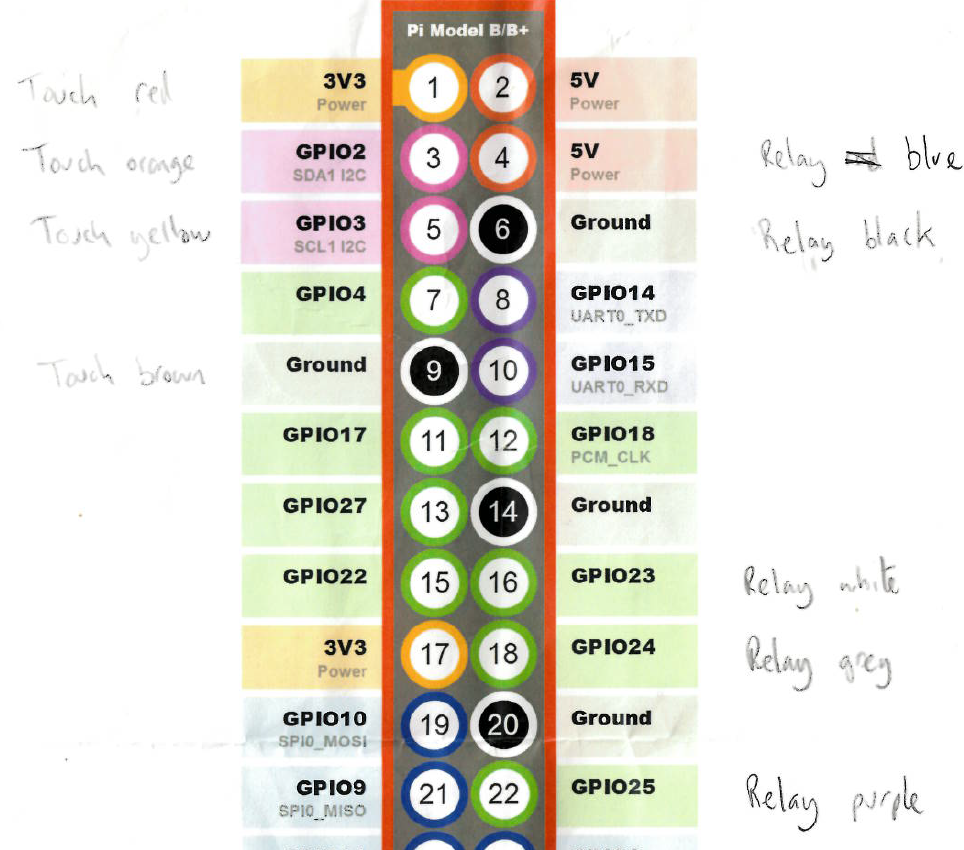 Pi Model B/B+
Touch red 3V3 1 2 5V
Power Power
Touch orange GPIO2 3 4 5V Relay blue
SDA1 I2C Power
Touch yellow GPIO3 5 6 Ground Relay black
SCL1 I2C
GPIO4 7 8 GPIO14
UART0_TXD
Touch brown Ground 9 10 GPIO15
UART0_RXD
GPIO17 11 12 GPIO18
PCM_CLK
GPIO27 13 14 Ground
GPIO22 15 16 GPIO23 Relay white
3V3 17 18 GPIO24 Relay grey
Power
GPIO10 19 20 Ground
SPI0_MOSI
GPIO9 21 22 GPIO25 Relay purple
SPI0_MISO